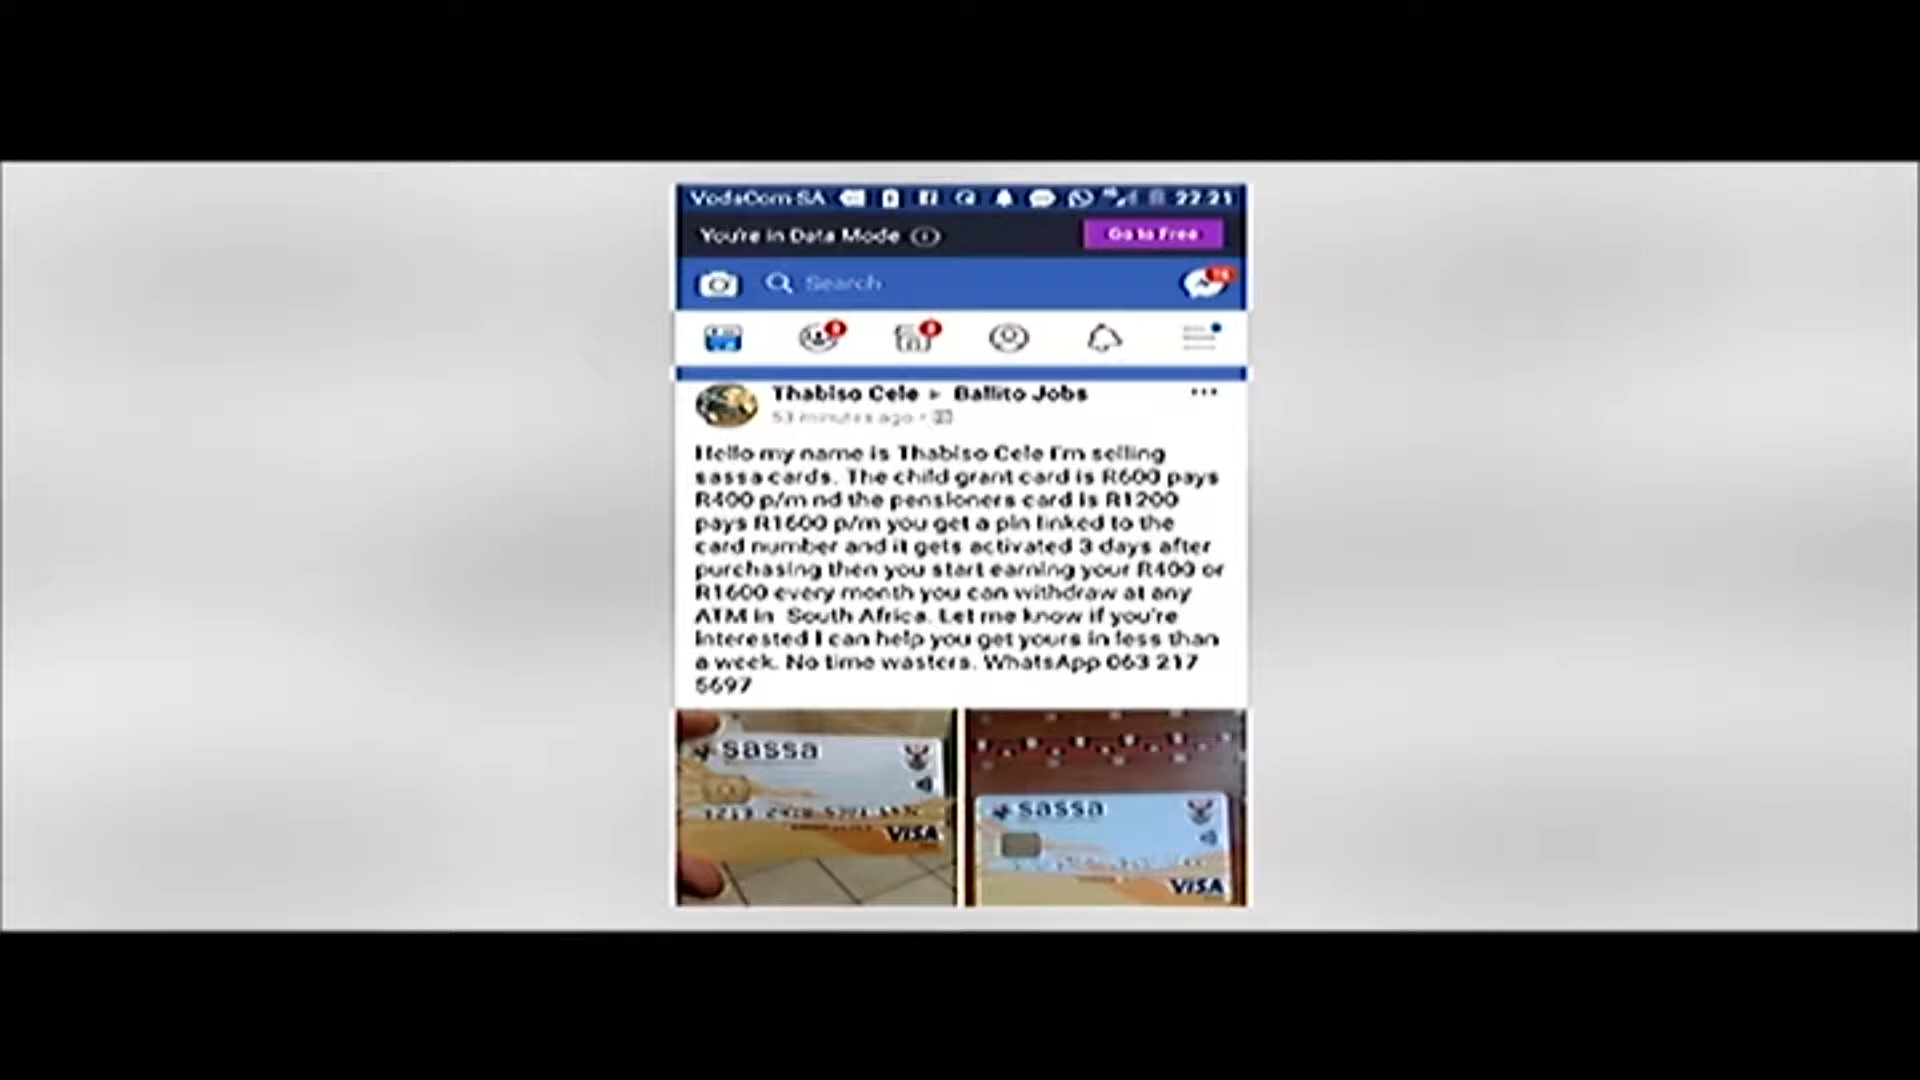 VodaCom-SA 22:21
You're in Data Mode
Go to Free
Search
Thabiso Cele ▸ Ballito Jobs
53 minutes ago
Hello my name is Thabiso Cele I'm selling
sassa cards. The child grant card is R600 pays
R400 p/m nd the pensioners card is R1200
pays R1600 p/m you get a pin linked to the
card number and it gets activated 3 days after
purchasing then you start earning your R400 or
R1600 every month you can withdraw at any
ATM in South Africa. Let me know if you're
interested I can help you get yours in less than
a week. No time wasters. WhatsApp 063 217
5697
sassa
VISA
sassa
VISA